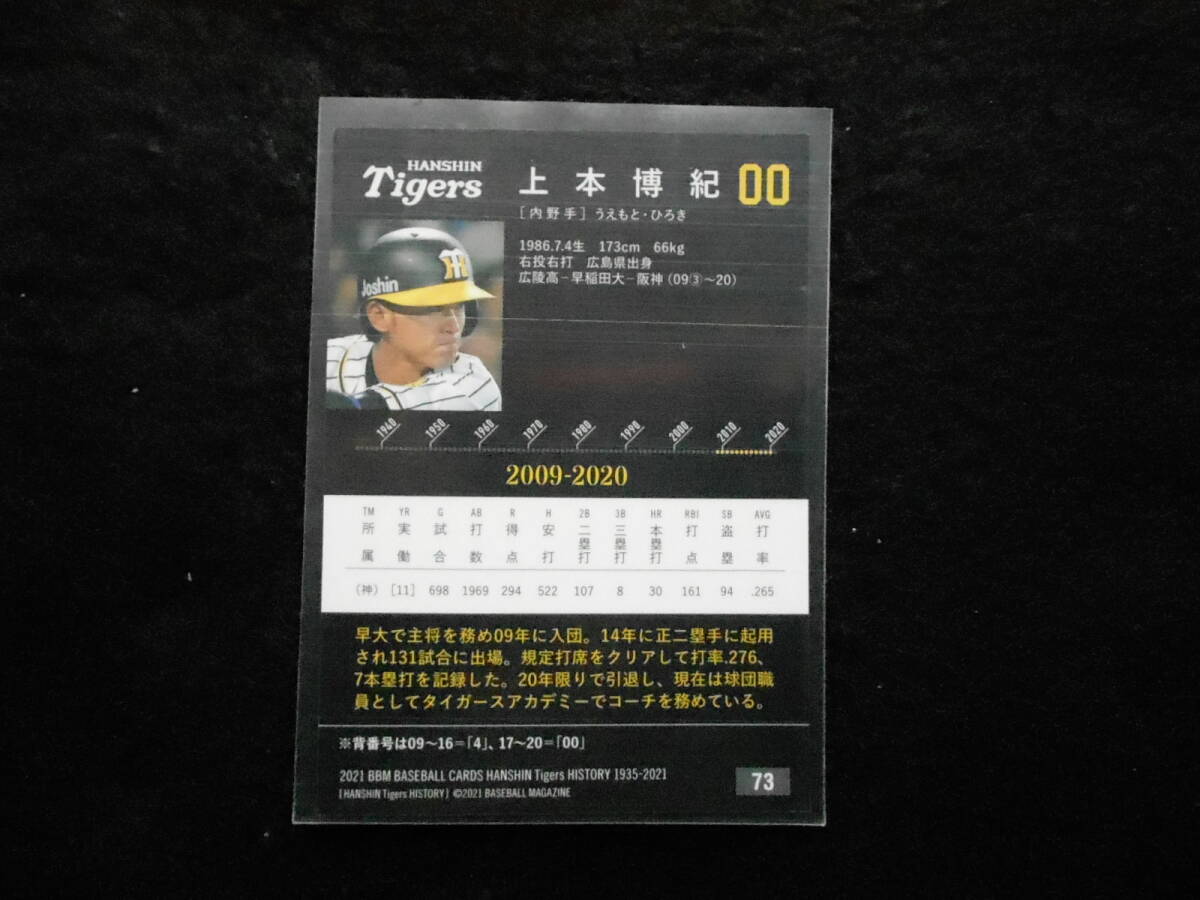 HANSHIN
Tigers
上本博紀 00
［内野手］うえもと・ひろき
1986.7.4生 173cm 66kg
右投右打 広島県出身
広陵高－早稲田大－阪神（09③～20）
Joshin
1940 1950 1960 1970 1980 1990 2000 2010 2020
2009-2020
TM YR G AB R H 2B 3B HR RBI SB AVG
所属 実働 試合 打数 得点 安打 二塁打 三塁打 本塁打 打点 盗塁 打率
（神） [11] 698 1969 294 522 107 8 30 161 94 .265
早大で主将を務め09年に入団。14年に正二塁手に起用
され131試合に出場。規定打席をクリアして打率.276、
7本塁打を記録した。20年限りで引退し、現在は球団職
員としてタイガースアカデミーでコーチを務めている。
※背番号は09～16＝「4」、17～20＝「00」
2021 BBM BASEBALL CARDS HANSHIN Tigers HISTORY 1935-2021
[HANSHIN Tigers HISTORY] ©2021 BASEBALL MAGAZINE
73